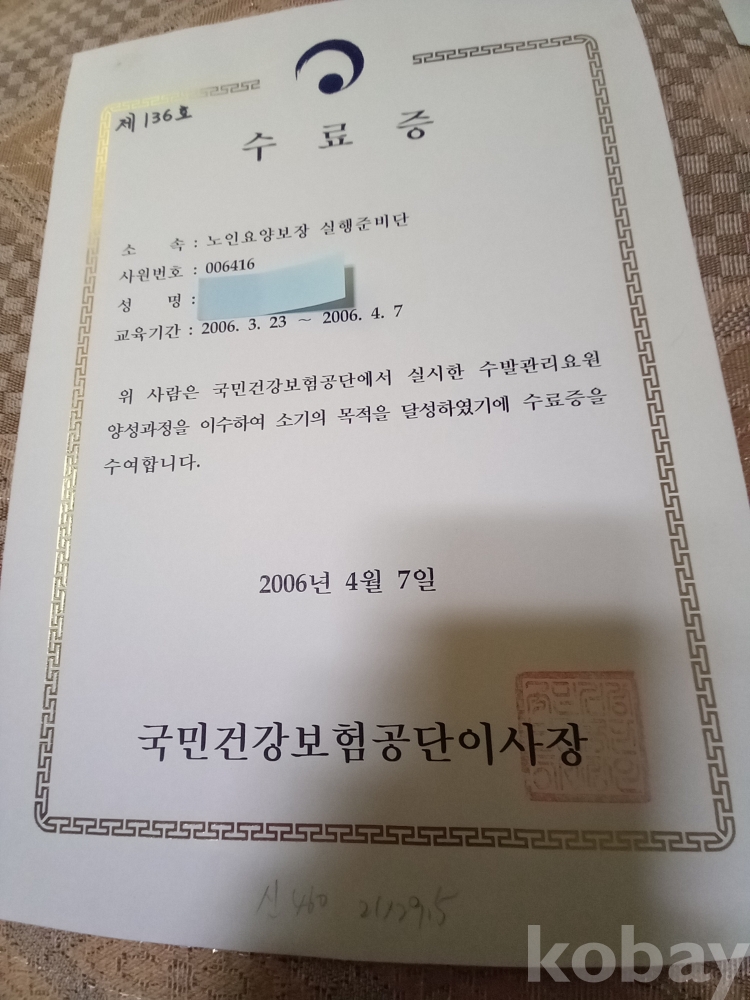 제 136호
수 료 증
소 속 : 노인요양보장 실행준비단
사원번호 : 006416
성 명 :
교육기간 : 2006. 3. 23 ~ 2006. 4. 7
위 사람은 국민건강보험공단에서 실시한 수발관리요원
양성과정을 이수하여 소기의 목적을 달성하였기에 수료증을
수여합니다.
2006년 4월 7일
국민건강보험공단이사장
신 460
kobay